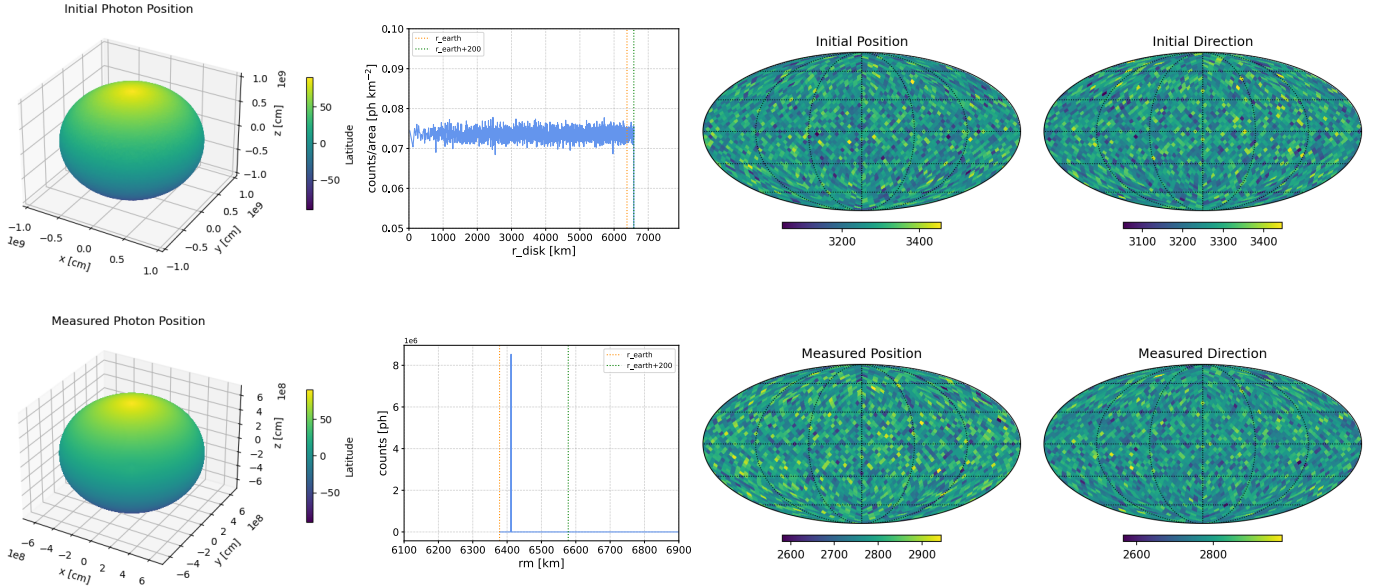 Initial Photon Position
1.0
0.5
0.0
−0.5
−1.0
1e9
z [cm]
−1.0
−0.5
0.0
0.5
1.0
1e9
x [cm]
−1.0
−0.5
0.0
0.5
1.0
1e9
y [cm]
50
0
−50
Latitude
0.10
0.09
0.08
0.07
0.06
0.05
counts/area [ph km⁻²]
r_earth
r_earth+200
0 1000 2000 3000 4000 5000 6000 7000
r_disk [km]
Initial Position
3200 3400
Initial Direction
3050 3200 3300 3400
Measured Photon Position
6
4
2
0
−2
−4
−6
1e8
z [cm]
−6 −4 −2 0 2 4 6
1e8
x [cm]
−6
−4
−2
0
2
4
6
1e8
y [cm]
50
0
−50
Latitude
1e6
8
6
4
2
0
counts [ph]
r_earth
r_earth+200
6100 6200 6300 6400 6500 6600 6700 6800 6900
rm [km]
Measured Position
2600 2700 2800 2900
Measured Direction
2600 2800